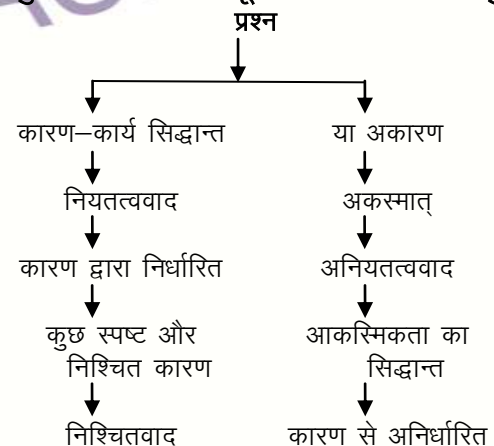 प्रश्न
कारण–कार्य सिद्धान्त
या अकारण
नियतत्ववाद
अकस्मात्
कारण द्वारा निर्धारित
अनियतत्ववाद
कुछ स्पष्ट और
निश्चित कारण
आकस्मिकता का
सिद्धान्त
निश्चितवाद
कारण से अनिर्धारित